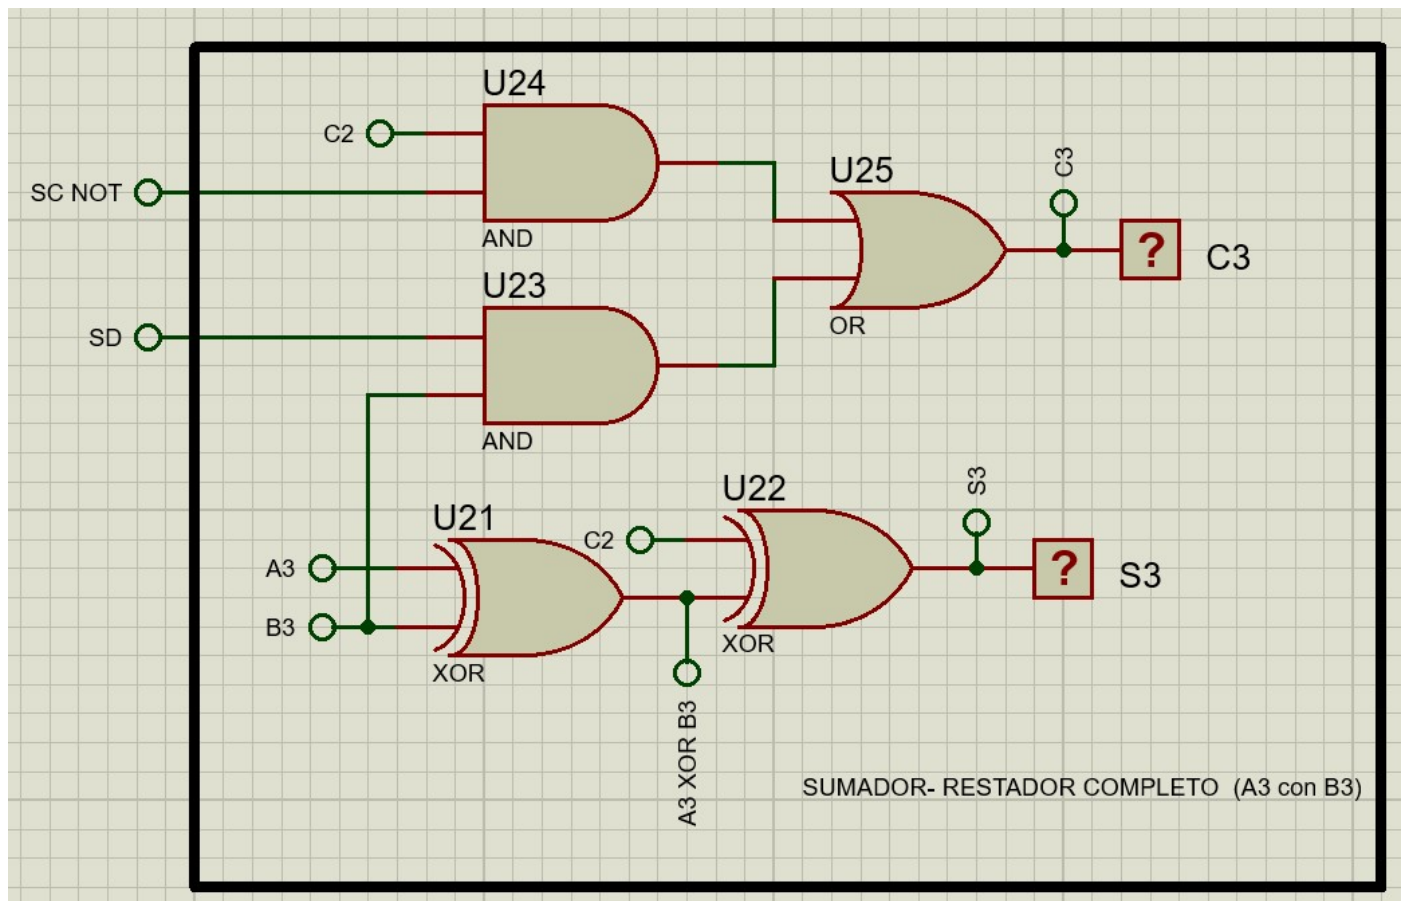 U24
C2
SC NOT
AND
U25
C3
?
C3
OR
U23
SD
AND
U21
A3
B3
XOR
U22
C2
XOR
S3
?
S3
A3 XOR B3
SUMADOR- RESTADOR COMPLETO (A3 con B3)